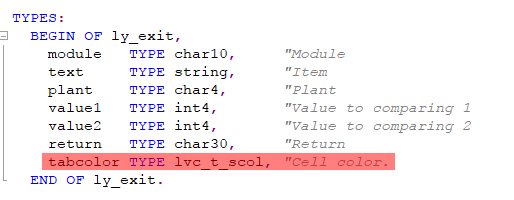 TYPES:
BEGIN OF ly_exit,
module TYPE char10, "Module
text TYPE string, "Item
plant TYPE char4, "Plant
value1 TYPE int4, "Value to comparing 1
value2 TYPE int4, "Value to comparing 2
return TYPE char30, "Return
tabcolor TYPE lvc_t_scol, "Cell color.
END OF ly_exit.